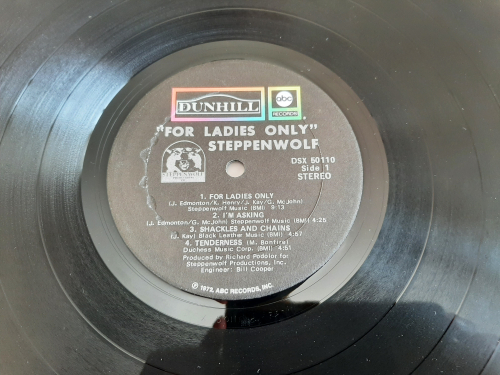 DUNHILL
abc
RECORDS
"FOR LADIES ONLY"
STEPPENWOLF
DSX 50110
Side 1
STEREO
STEPPENWOLF
1. FOR LADIES ONLY
(J. Edmonton/K. Henry/J. Kay/G. McJohn)
Steppenwolf Music (BMI) 9:13
2. I'M ASKING
(J. Edmonton/G. McJohn) Steppenwolf Music (BMI) 4:25
3. SHACKLES AND CHAINS
(J. Kay) Black Leather Music (BMI) 4:57
4. TENDERNESS (M. Bonfire)
Duchess Music Corp. (BMI) 4:51
Produced by Richard Podolor for
Steppenwolf Productions, Inc.
Engineer: Bill Cooper
℗ 1972, ABC RECORDS, INC.